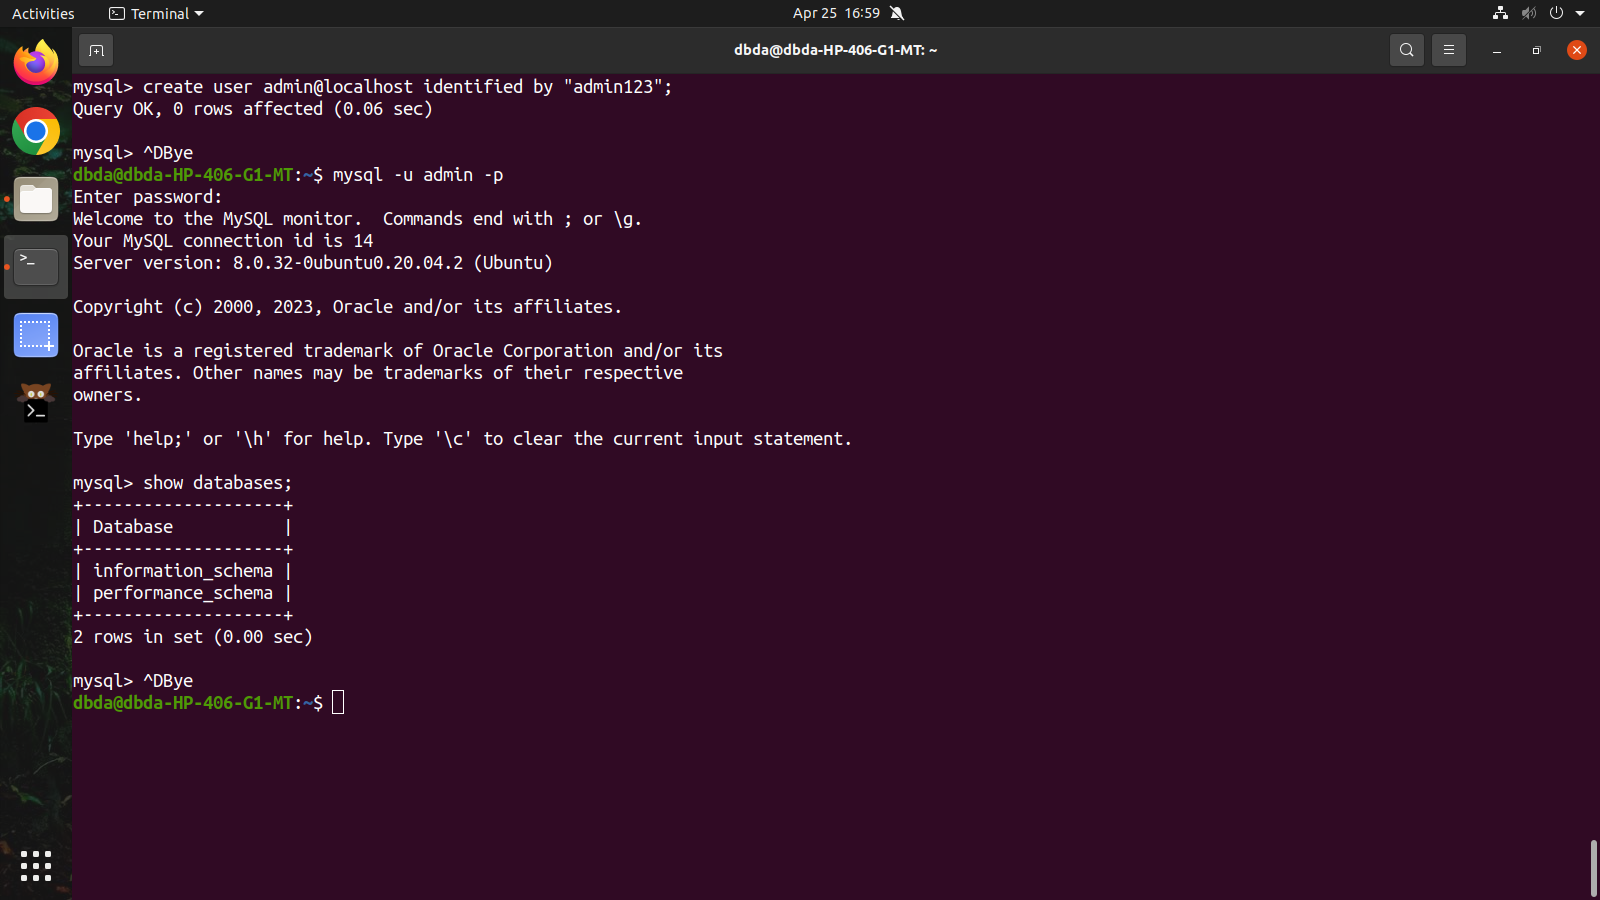 Activities
Terminal
Apr 25 16:59
dbda@dbda-HP-406-G1-MT: ~
mysql> create user admin@localhost identified by "admin123";
Query OK, 0 rows affected (0.06 sec)
mysql> ^DBye
dbda@dbda-HP-406-G1-MT:~$ mysql -u admin -p
Enter password:
Welcome to the MySQL monitor.  Commands end with ; or \g.
Your MySQL connection id is 14
Server version: 8.0.32-0ubuntu0.20.04.2 (Ubuntu)
Copyright (c) 2000, 2023, Oracle and/or its affiliates.
Oracle is a registered trademark of Oracle Corporation and/or its
affiliates. Other names may be trademarks of their respective
owners.
Type 'help;' or '\h' for help. Type '\c' to clear the current input statement.
mysql> show databases;
+--------------------+
| Database           |
+--------------------+
| information_schema |
| performance_schema |
+--------------------+
2 rows in set (0.00 sec)
mysql> ^DBye
dbda@dbda-HP-406-G1-MT:~$